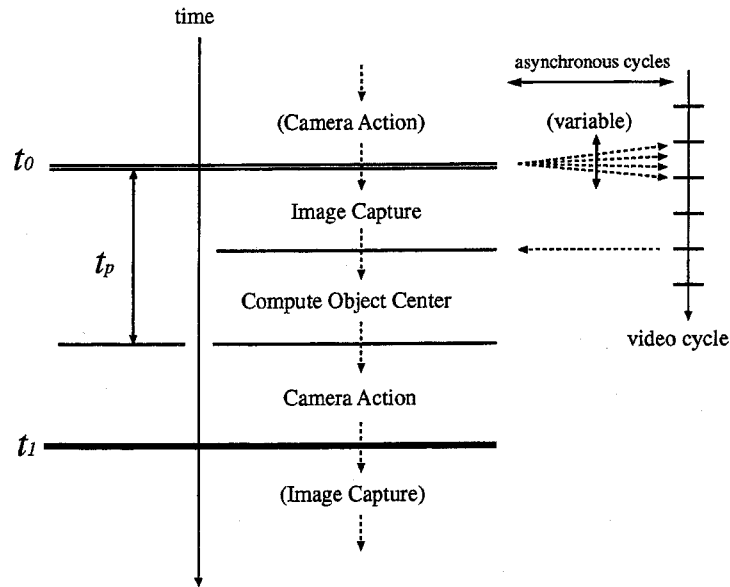 time
asynchronous cycles
(Camera Action)
(variable)
t0
Image Capture
tp
Compute Object Center
video cycle
Camera Action
t1
(Image Capture)